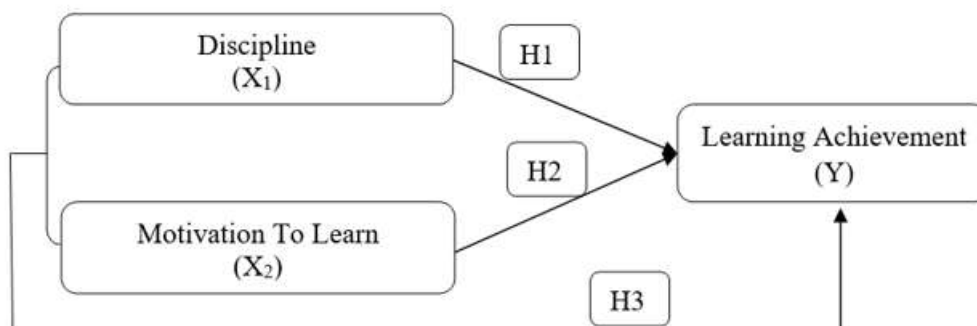 Discipline
(X₁)
H1
Learning Achievement
(Y)
H2
Motivation To Learn
(X₂)
H3